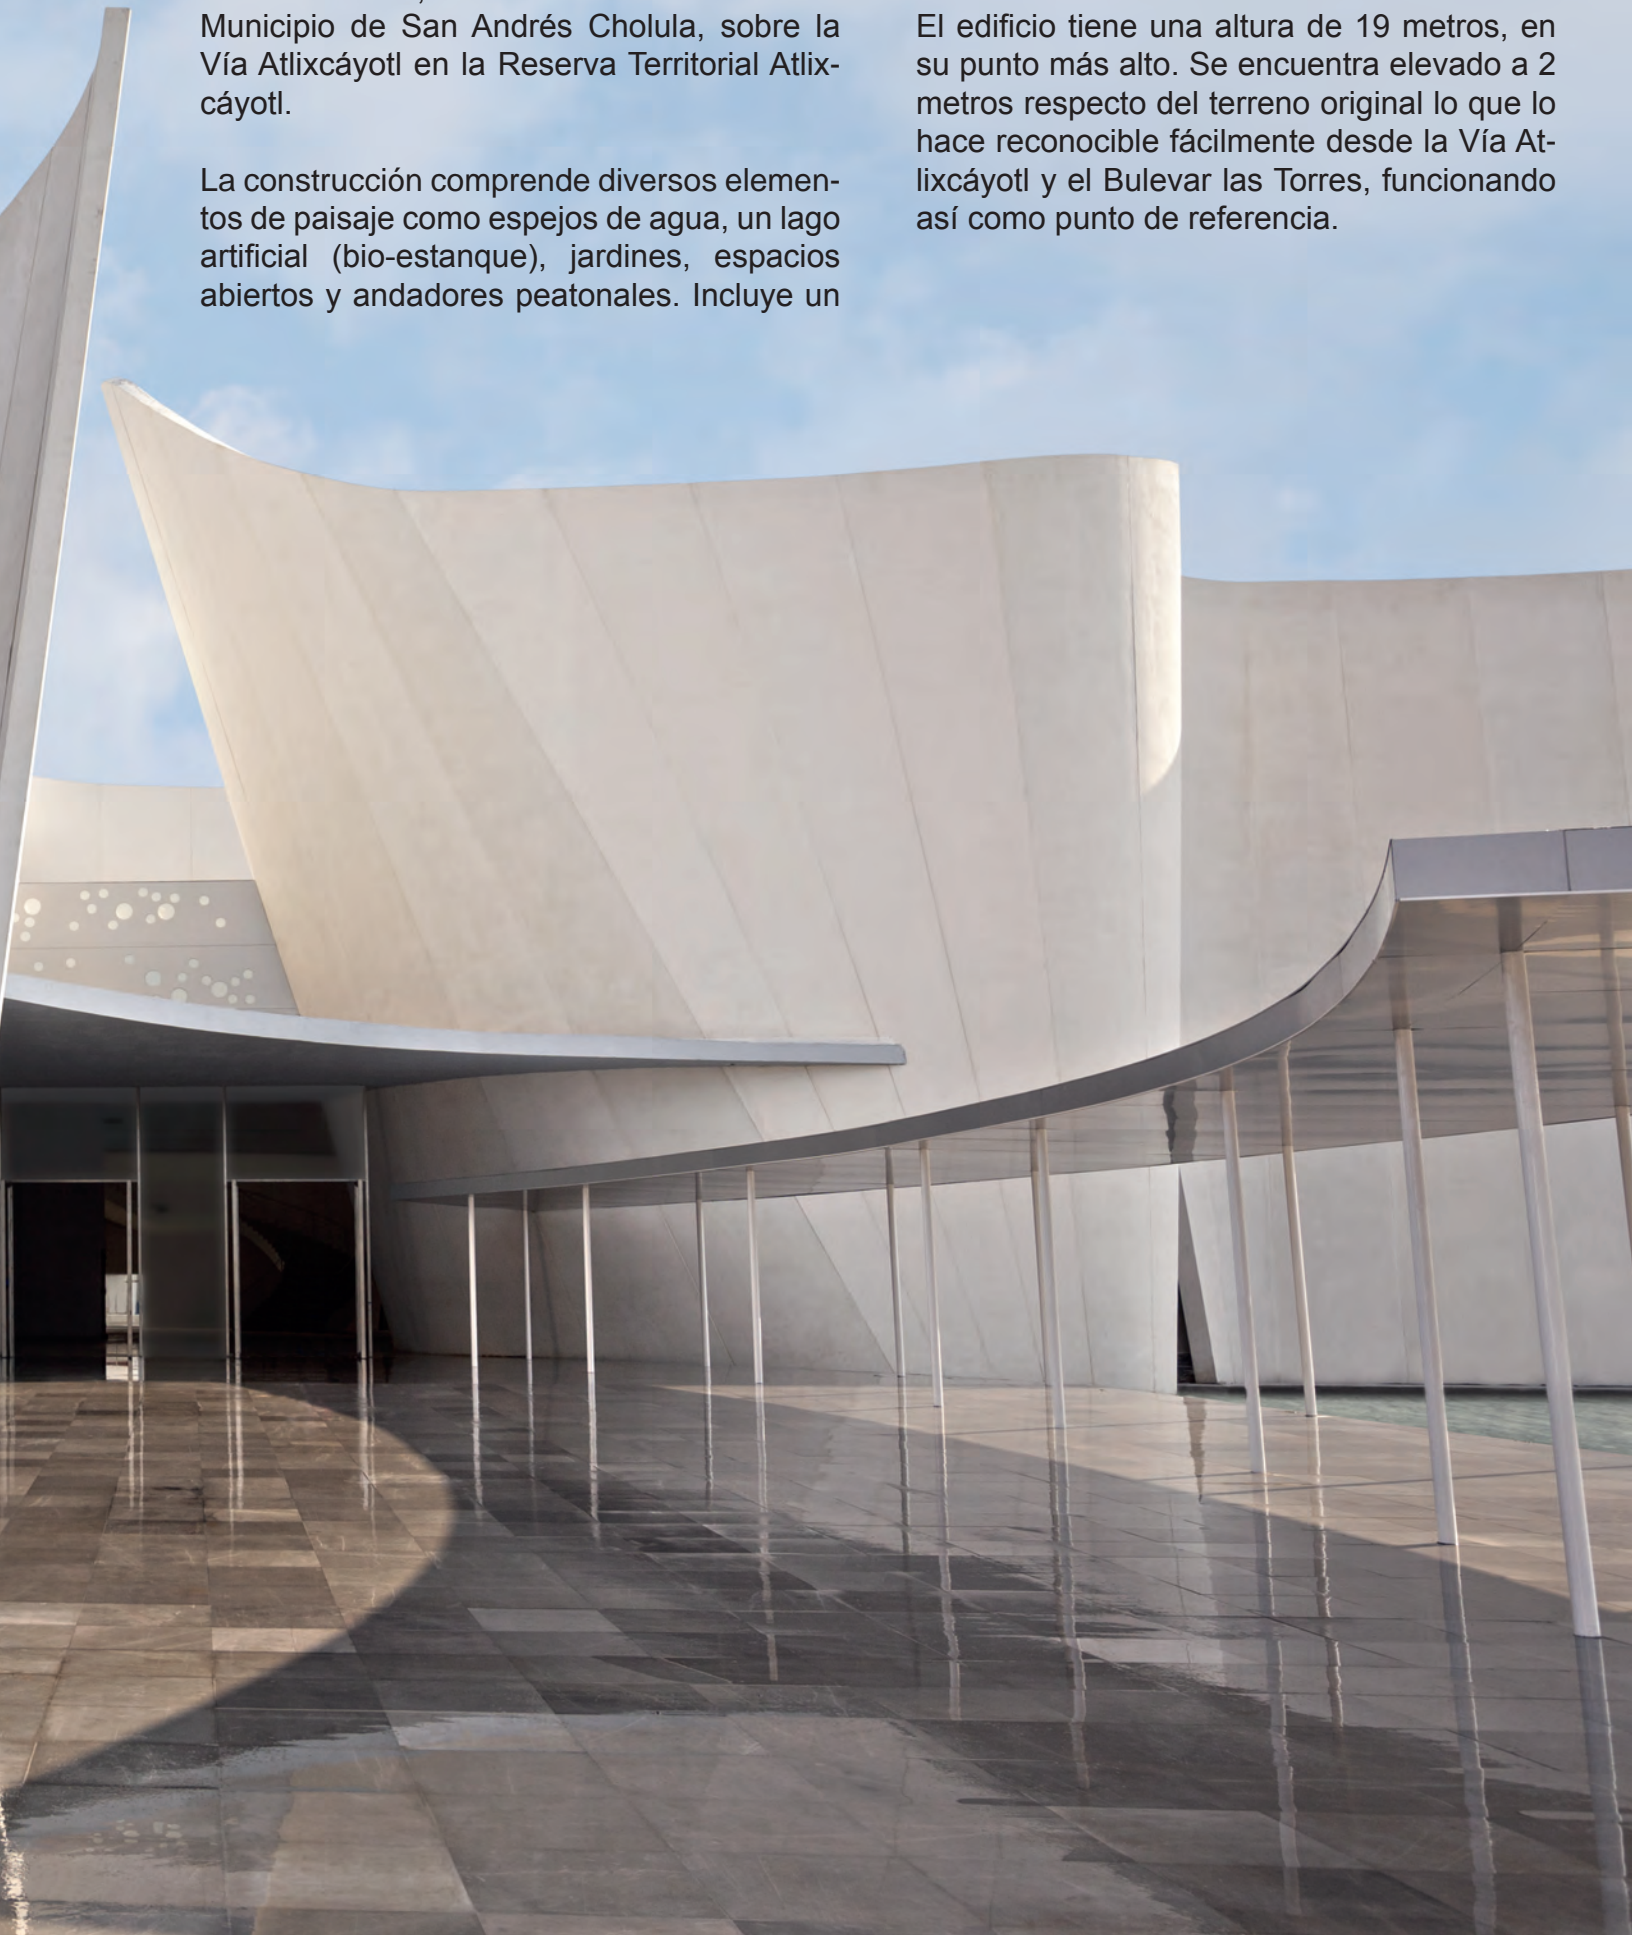 Municipio de San Andrés Cholula, sobre la
Vía Atlixcáyotl en la Reserva Territorial Atlix-
cáyotl.
La construcción comprende diversos elemen-
tos de paisaje como espejos de agua, un lago
artificial (bio-estanque), jardines, espacios
abiertos y andadores peatonales. Incluye un
El edificio tiene una altura de 19 metros, en
su punto más alto. Se encuentra elevado a 2
metros respecto del terreno original lo que lo
hace reconocible fácilmente desde la Vía At-
lixcáyotl y el Bulevar las Torres, funcionando
así como punto de referencia.